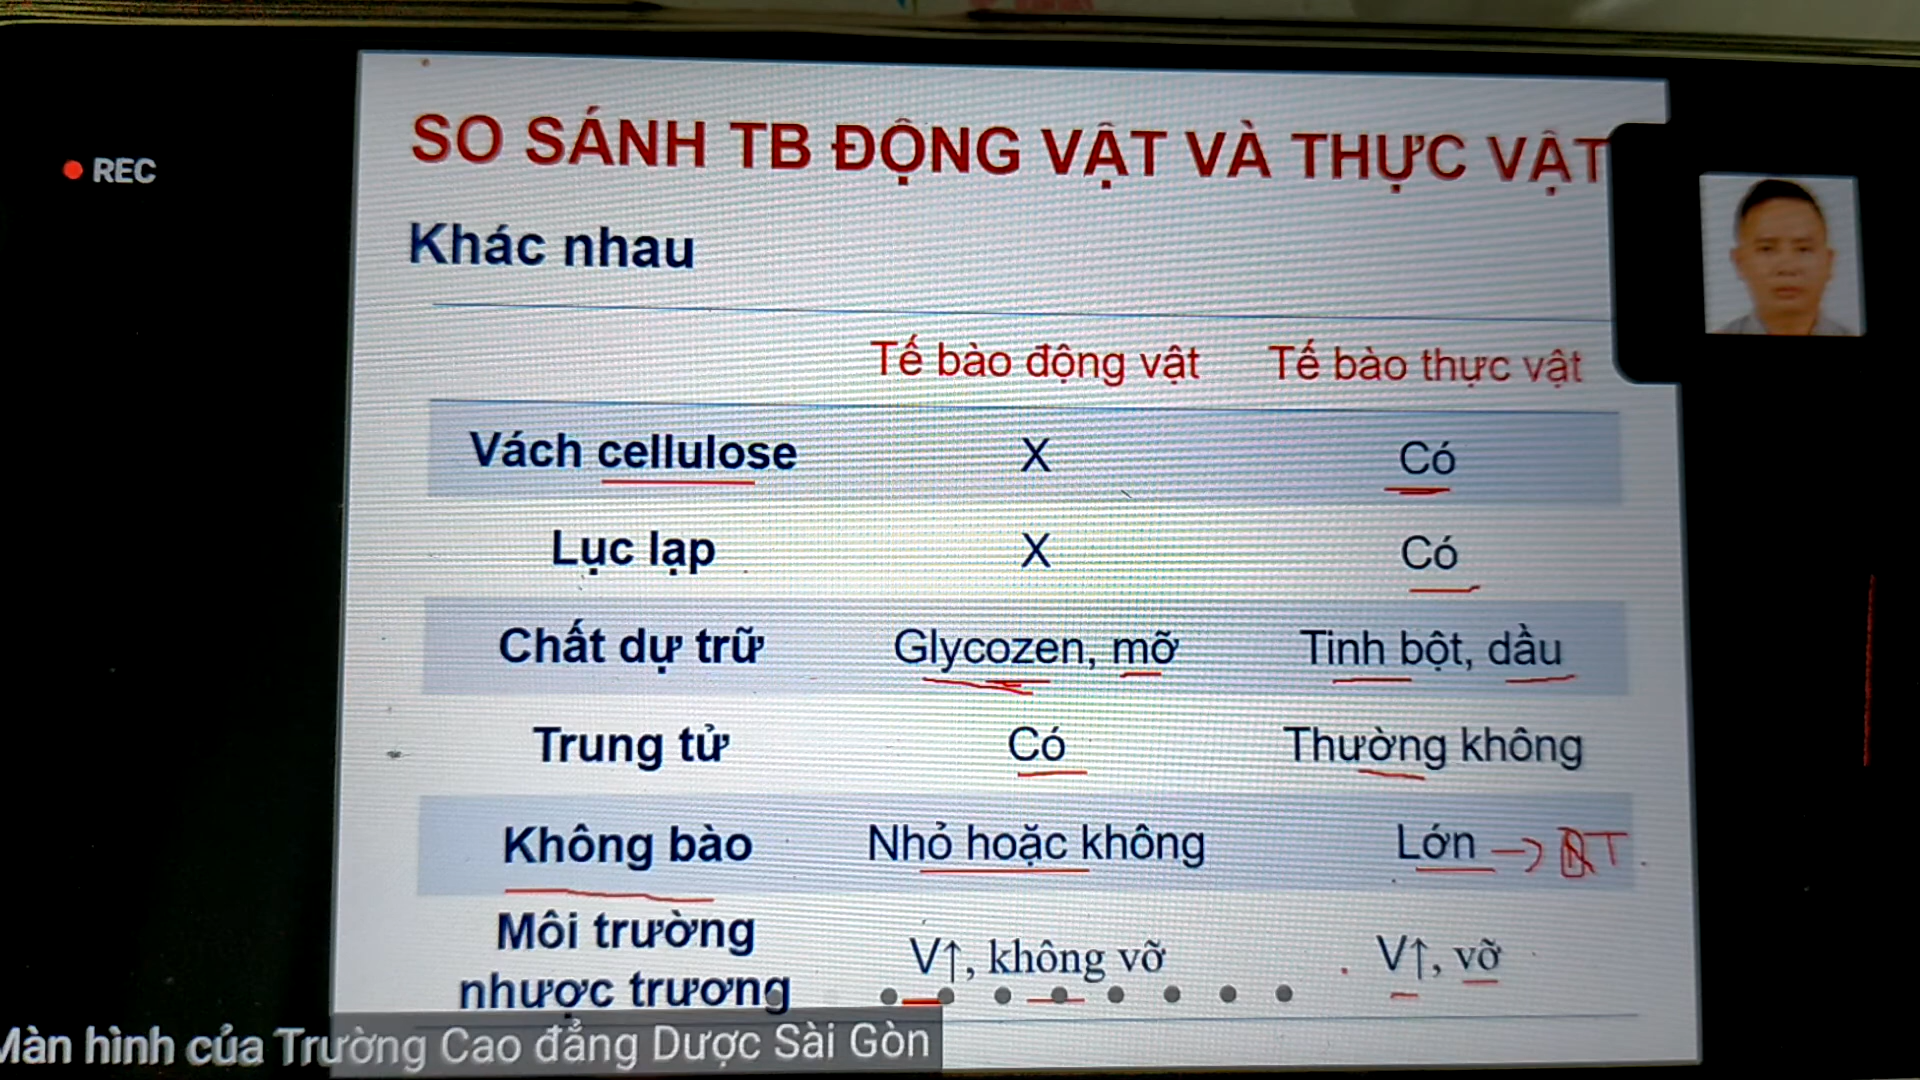 REC
SO SÁNH TB ĐỘNG VẬT VÀ THỰC VẬT
Khác nhau
Tế bào động vật Tế bào thực vật
Vách cellulose X Có
Lục lạp X Có
Chất dự trữ Glycozen, mỡ Tinh bột, dầu
Trung tử Có Thường không
Không bào Nhỏ hoặc không Lớn →
Môi trường
nhược trương V↑, không vỡ V↑, vỡ
Màn hình của Trường Cao đẳng Dược Sài Gòn